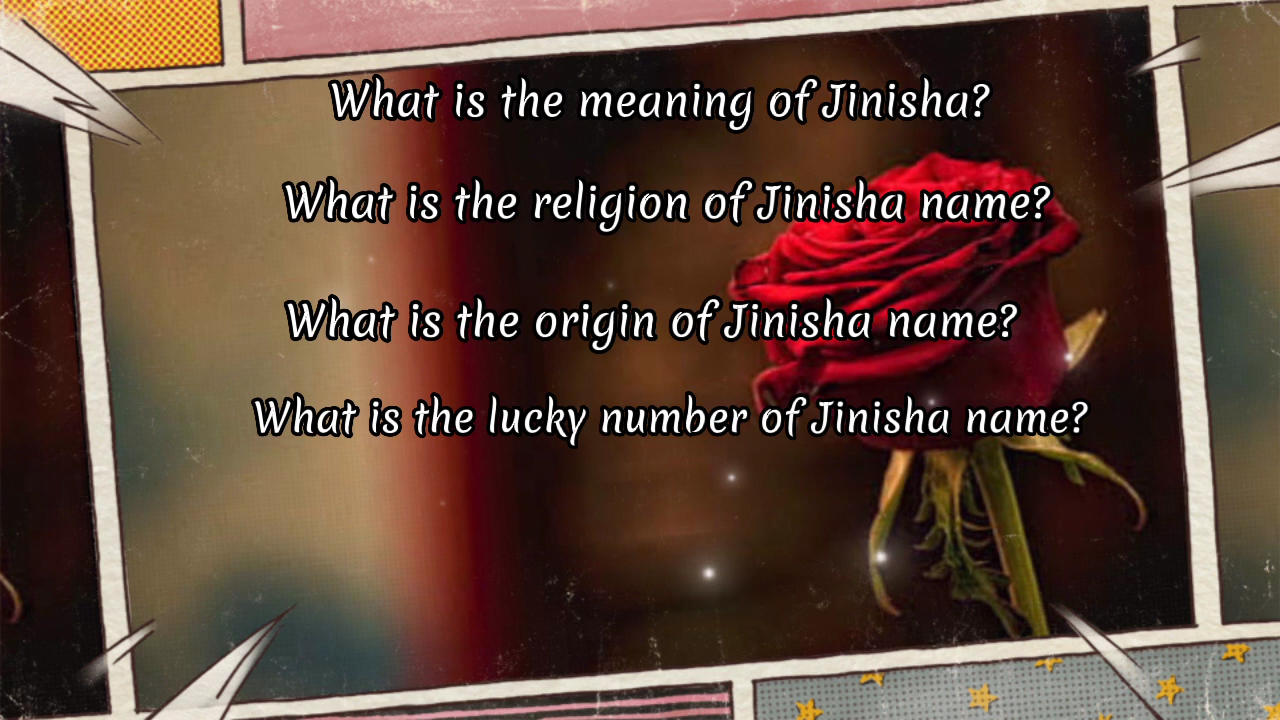 What is the meaning of Jinisha?
What is the religion of Jinisha name?
What is the origin of Jinisha name?
What is the lucky number of Jinisha name?